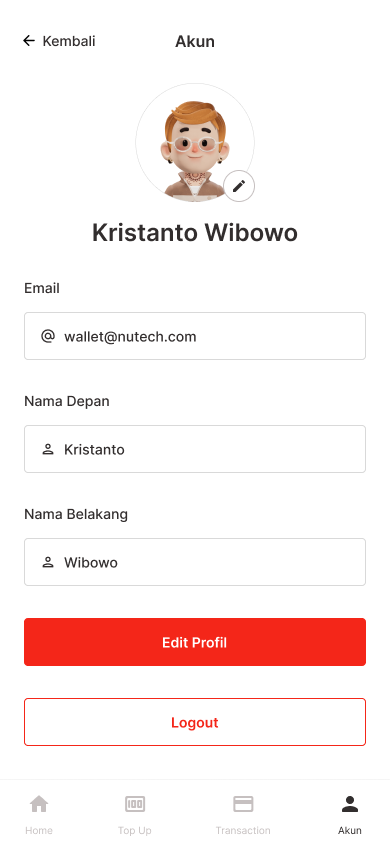 Kembali
Akun
Kristanto Wibowo
Email
wallet@nutech.com
Nama Depan
Kristanto
Nama Belakang
Wibowo
Edit Profil
Logout
100
Home
Top Up
Transaction
Akun